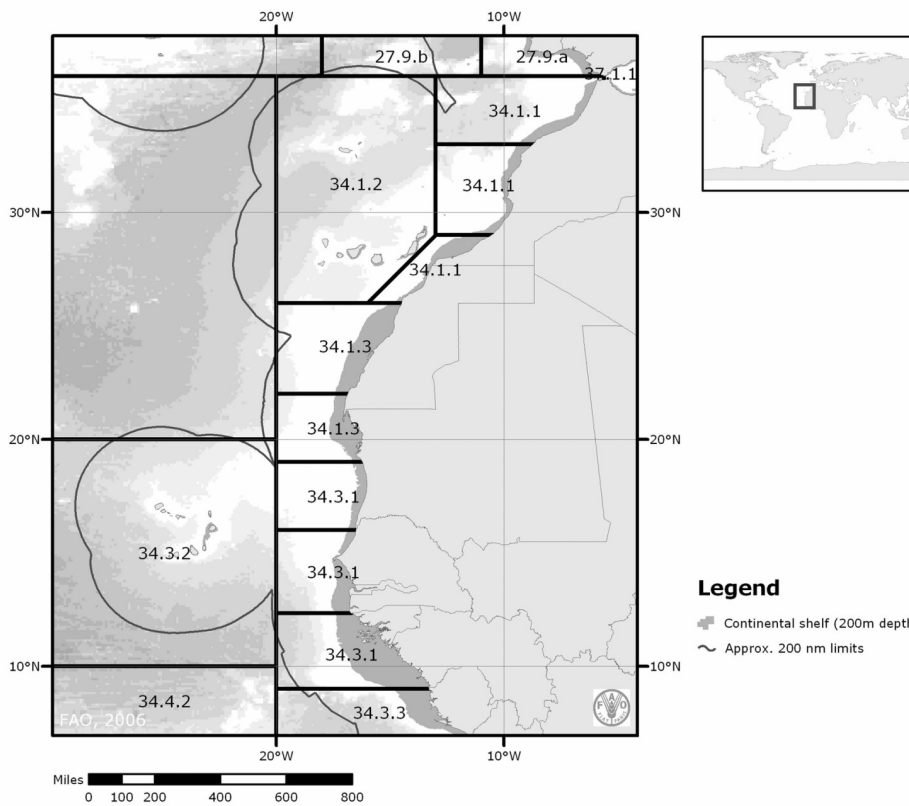 20°W 10°W
27.9.b 27.9.a
37.1.1
34.1.1
34.1.2 34.1.1
30°N 30°N
34.1.1
34.1.3
34.1.3
20°N 20°N
34.3.1
34.3.2
34.3.1
34.3.1
10°N 10°N
34.4.2
34.3.3
FAO, 2006
F A O
20°W 10°W
Miles
0 100 200 400 600 800
Legend
Continental shelf (200m depth
Approx. 200 nm limits